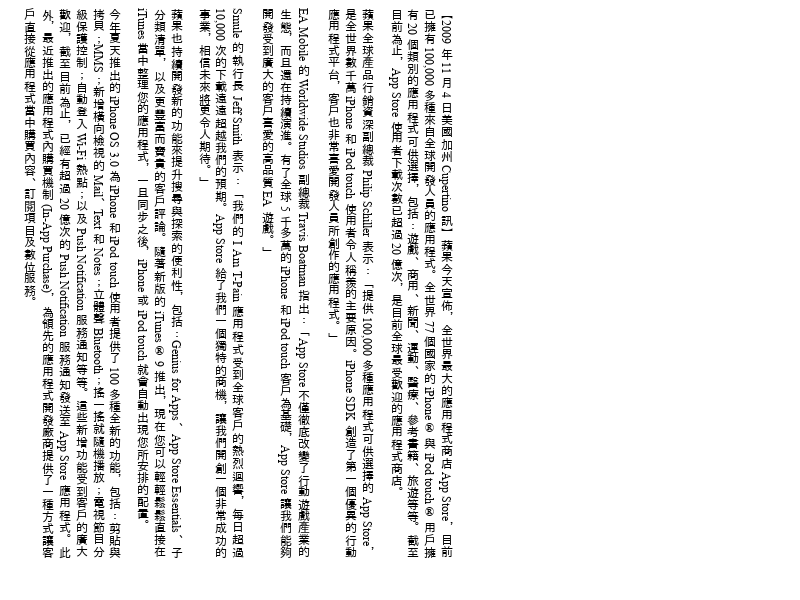 【2009 年 11 月 4 日美國加州 Cupertino 訊】蘋果今天宣佈，全世界最大的應用程式商店 App Store，目前
已擁有 100,000 多種來自全球開發人員的應用程式。全世界 77 個國家的 iPhone® 與 iPod touch® 用戶擁
有 20 個類別的應用程式可供選擇，包括：遊戲、商用、新聞、運動、醫療、參考書籍、旅遊等等。截至
目前為止，App Store 使用者下載次數已超過 20 億次，是目前全球最受歡迎的應用程式商店。
蘋果全球產品行銷資深副總裁 Philip Schiller 表示：「提供 100,000 多種應用程式可供選擇的 App Store，
是全世界數千萬 iPhone 和 iPod touch 使用者令人稱羨的主要原因。iPhone SDK 創造了第一個優異的行動
應用程式平台，客戶也非常喜愛開發人員所創作的應用程式。」
EA Mobile 的 Worldwide Studios 副總裁 Travis Boatman 指出：「App Store 不僅徹底改變了行動遊戲產業的
生態，而且還在持續演進。有了全球 5 千多萬的 iPhone 和 iPod touch 客戶為基礎，App Store 讓我們能夠
開發受到廣大的客戶喜愛的高品質 EA 遊戲。」
Smule 的執行長 Jeff Smith 表示：「我們的 I Am T-Pain 應用程式受到全球客戶的熱烈迴響，每日超過
10,000 次的下載遠遠超越我們的預期。App Store 給了我們一個獨特的商機，讓我們開創一個非常成功的
事業，相信未來將更令人期待。」
蘋果也持續開發新的功能來提升搜尋與探索的便利性，包括：Genius for Apps、App Store Essentials、子
分類清單，以及更豐富而寶貴的客戶評論。隨著新版的 iTunes® 9 推出，現在您可以輕輕鬆鬆直接在
iTunes 當中整理您的應用程式，一旦同步之後，iPhone 或 iPod touch 就會自動出現您所安排的配置。
今年夏天推出的 iPhone OS 3.0 為 iPhone 和 iPod touch 使用者提供了 100 多種全新的功能，包括：剪貼與
拷貝；MMS；新增橫向檢視的 Mail、Text 和 Notes；立體聲 Bluetooth；搖一搖就隨機播放；電視節目分
級保護控制；自動登入 Wi-Fi 熱點；以及 Push Notification 服務通知等等。這些新增功能受到客戶的廣大
歡迎，截至目前為止，已經有超過 20 億次的 Push Notification 服務通知發送至 App Store 應用程式。此
外，最近推出的應用程式內購買機制 (In-App Purchase)，為領先的應用程式開發廠商提供了一種方式讓客
戶直接從應用程式當中購買內容、訂閱項目及數位服務。